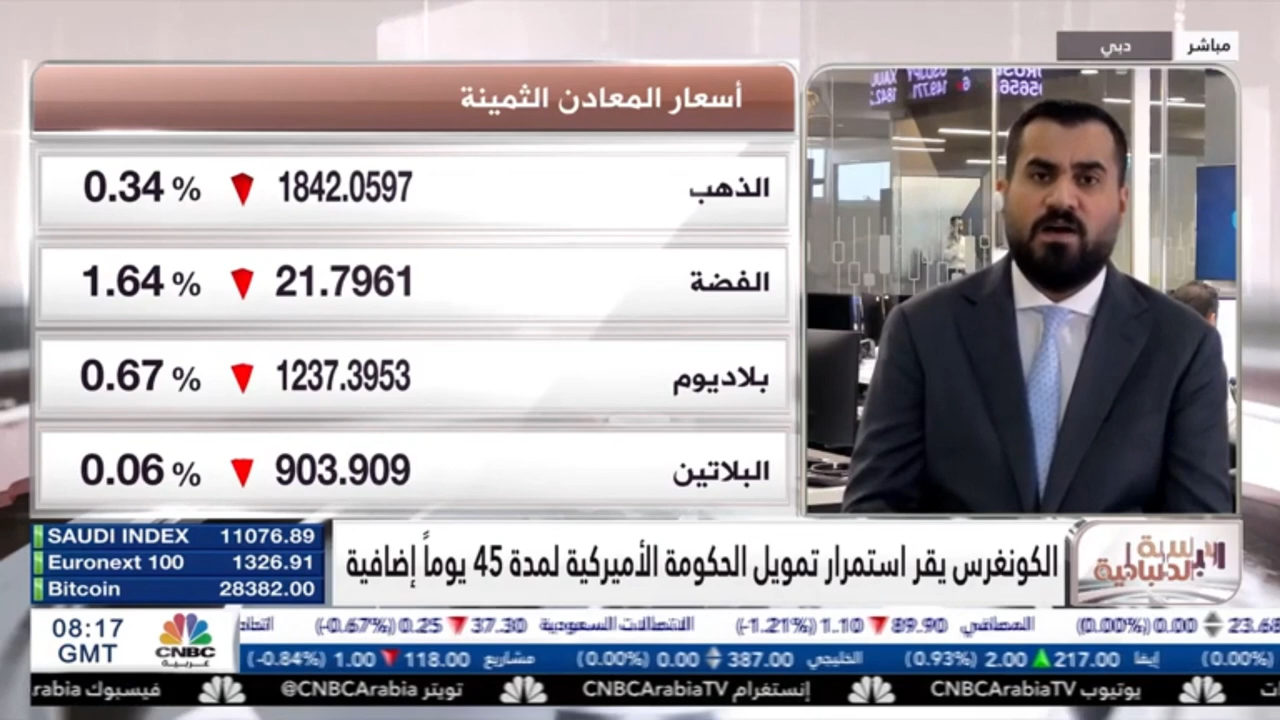 مباشر دبي
أسعار المعادن الثمينة
الذهب 1842.0597 ▼ 0.34 %
الفضة 21.7961 ▼ 1.64 %
بلاديوم 1237.3953 ▼ 0.67 %
البلاتين 903.909 ▼ 0.06 %
149.771
SAUDI INDEX 11076.89
Euronext 100 1326.91
Bitcoin 28382.00
الكونغرس يقر استمرار تمويل الحكومة الأميركية لمدة 45 يوماً إضافية
08:17
GMT
CNBC
عربية
23.68 0.00 (0.00%) المصافي 89.90 ▼ 1.10 (-1.21%) الاتصالات السعودية 37.30 ▼ 0.25 (-0.67%)
(0.00%) إيفا 217.00 ▲ 2.00 (0.93%) الخليجي 387.00 0.00 (0.00%) مشاريع 118.00 ▼ 1.00 (-0.84%)
يوتيوب CNBCArabiaTV إنستغرام CNBCArabiaTV تويتر @CNBCArabia فيسبوك